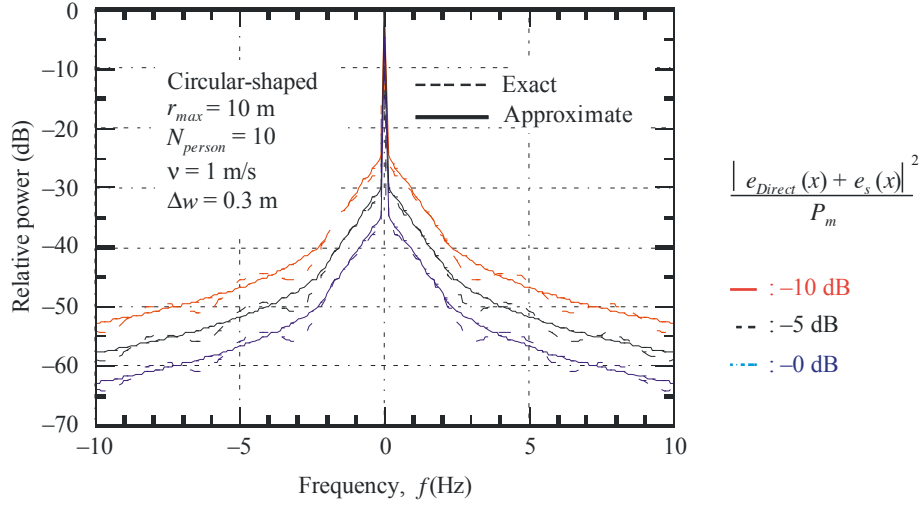 0
–10
–20
–30
–40
–50
–60
–70
Relative power (dB)
Circular-shaped
r_max = 10 m
N_person = 10
ν = 1 m/s
Δw = 0.3 m
Exact
Approximate
–10
–5
0
5
10
Frequency, f(Hz)
| e_Direct (x) + e_s (x)| ^2
P_m
: –10 dB
: –5 dB
: –0 dB